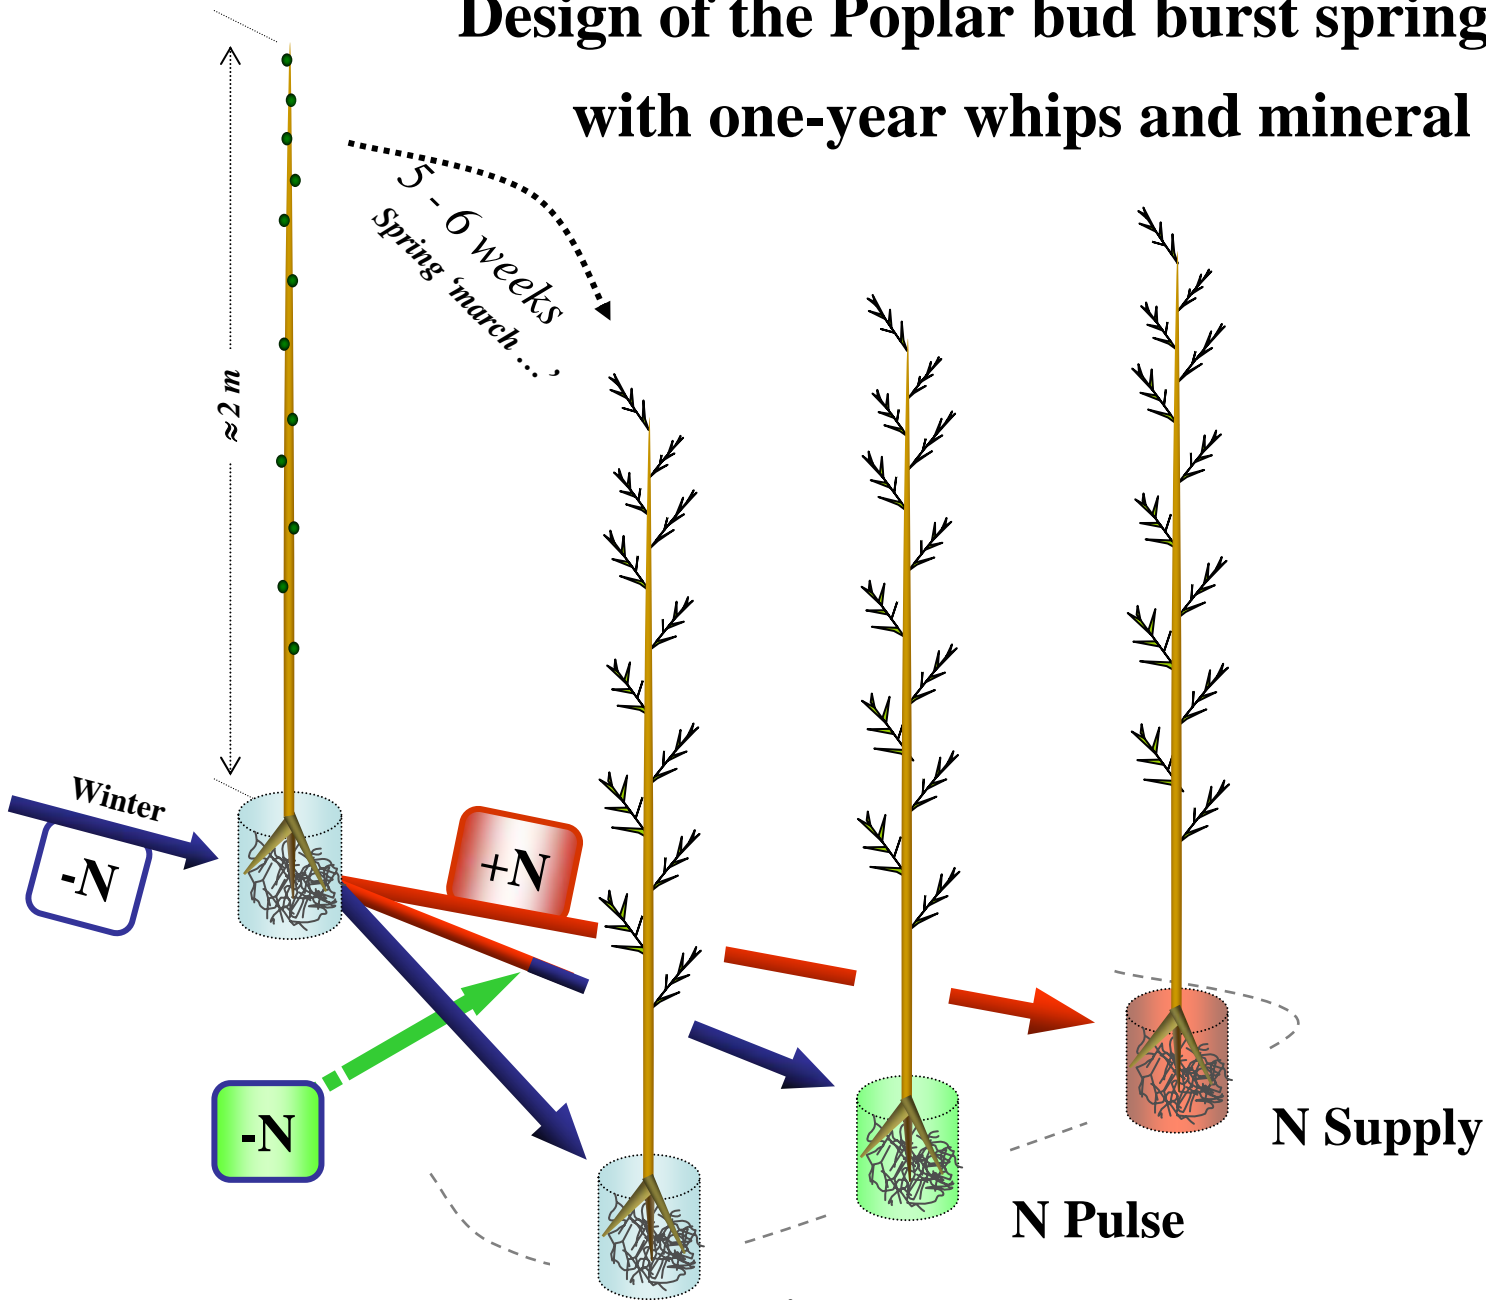 Design of the Poplar bud burst spring
with one-year whips and mineral
5 - 6 weeks
Spring ‘march ...’
≈ 2 m
Winter
-N
+N
-N
N Supply
N Pulse